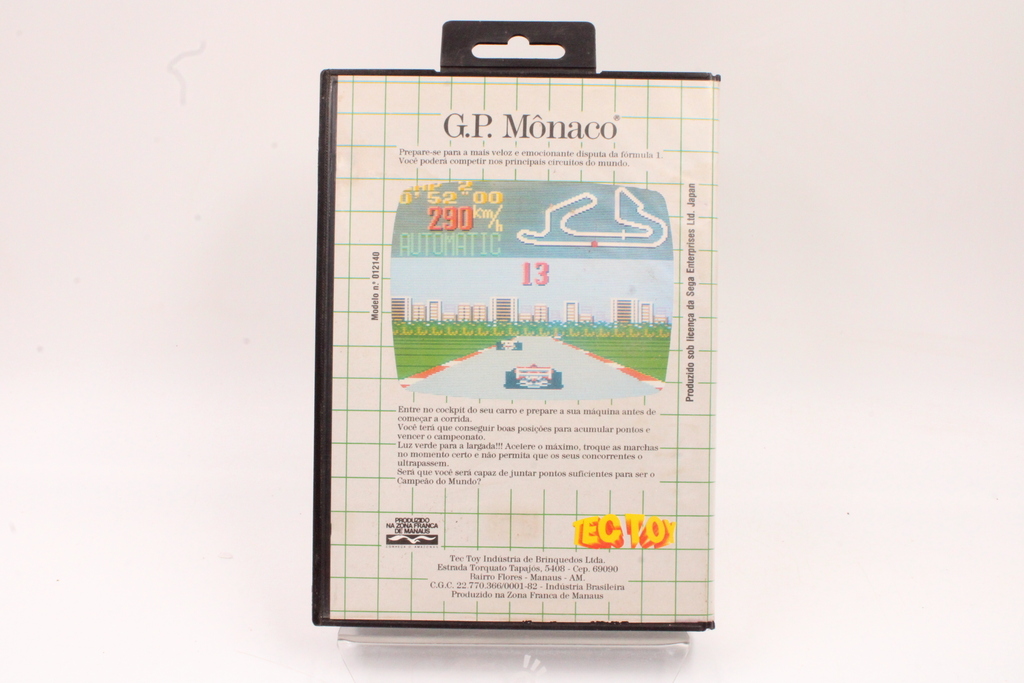 G.P. Mônaco®
Prepare-se para a mais veloz e emocionante disputa da fórmula 1.
Você poderá competir nos principais circuitos do mundo.
2
0'52"00
290 km/h
AUTOMATIC
13
Modelo n.º 012140
Produzido sob licença da Sega Enterprises Ltd. Japan
Entre no cockpit do seu carro e prepare a sua máquina antes de
começar a corrida.
Você terá que conseguir boas posições para acumular pontos e
vencer o campeonato.
Luz verde para a largada!!! Acelere o máximo, troque as marchas
no momento certo e não permita que os seus concorrentes o
ultrapassem.
Será que você será capaz de juntar pontos suficientes para ser o
Campeão do Mundo?
PRODUZIDO
NA ZONA FRANCA
DE MANAUS
TEC TOY
Tec Toy Indústria de Brinquedos Ltda.
Estrada Torquato Tapajós, 5408 - Cep. 69090
Bairro Flores - Manaus - AM.
C.G.C. 22.770.366/0001-82 - Indústria Brasileira
Produzido na Zona Franca de Manaus